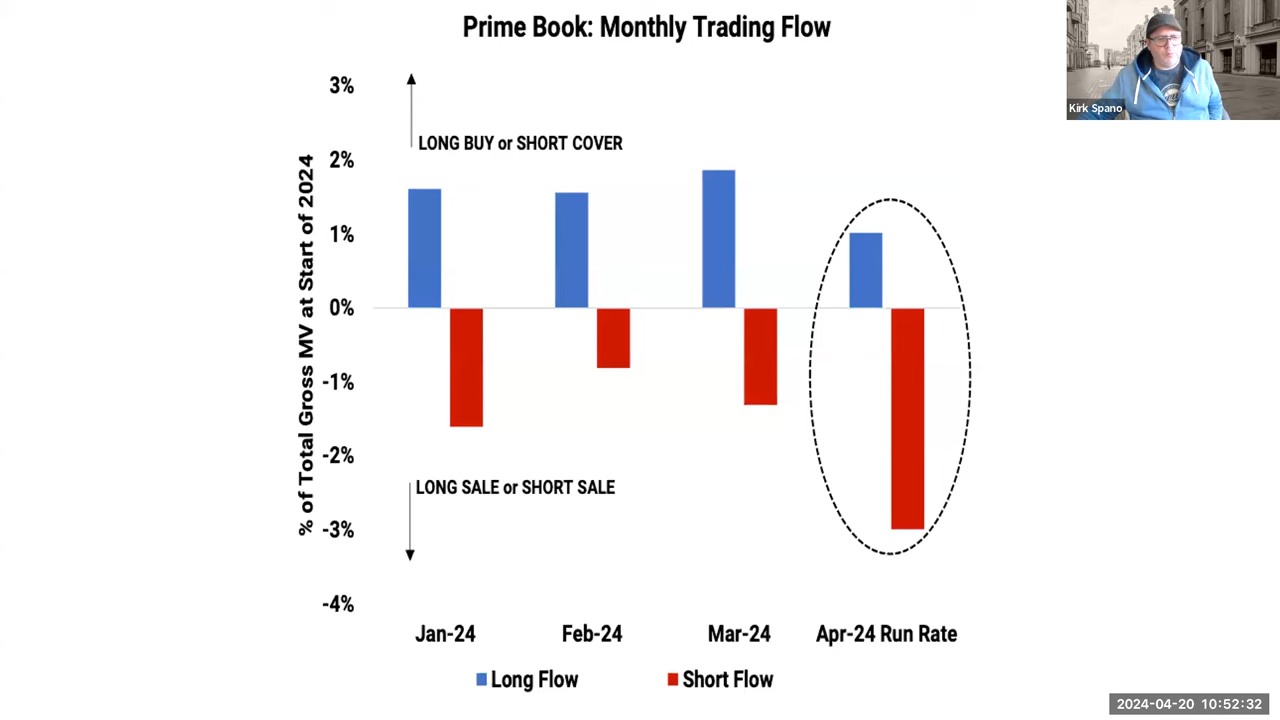 Prime Book: Monthly Trading Flow
Kirk Spano
% of Total Gross MV at Start of 2024
3%
2%
1%
0%
-1%
-2%
-3%
-4%
LONG BUY or SHORT COVER
LONG SALE or SHORT SALE
Jan-24
Feb-24
Mar-24
Apr-24 Run Rate
Long Flow
Short Flow
2024-04-20 10:52:32